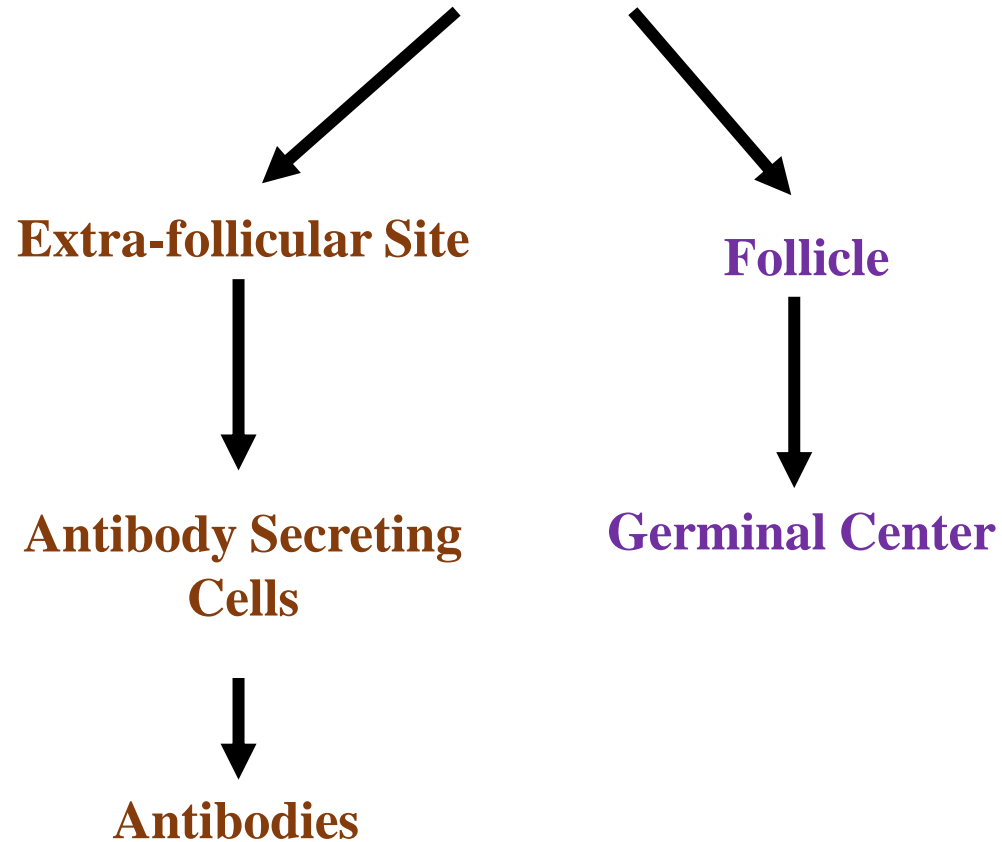 Extra-follicular Site
Follicle
Antibody Secreting
Cells
Germinal Center
Antibodies